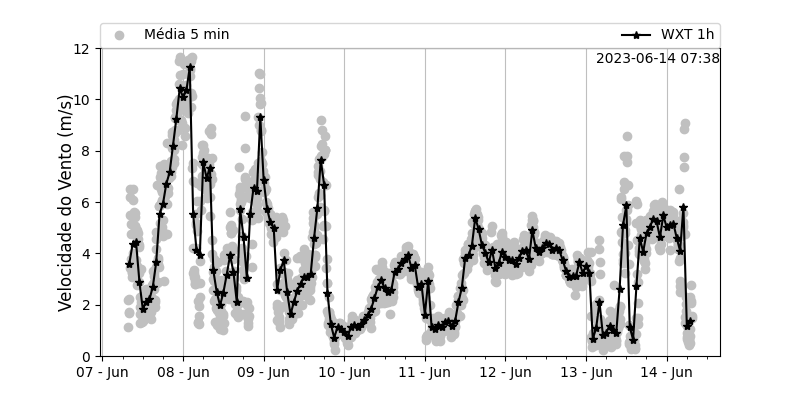 Média 5 min
WXT 1h
2023-06-14 07:38
Velocidade do Vento (m/s)
12
10
8
6
4
2
0
07 - Jun
08 - Jun
09 - Jun
10 - Jun
11 - Jun
12 - Jun
13 - Jun
14 - Jun